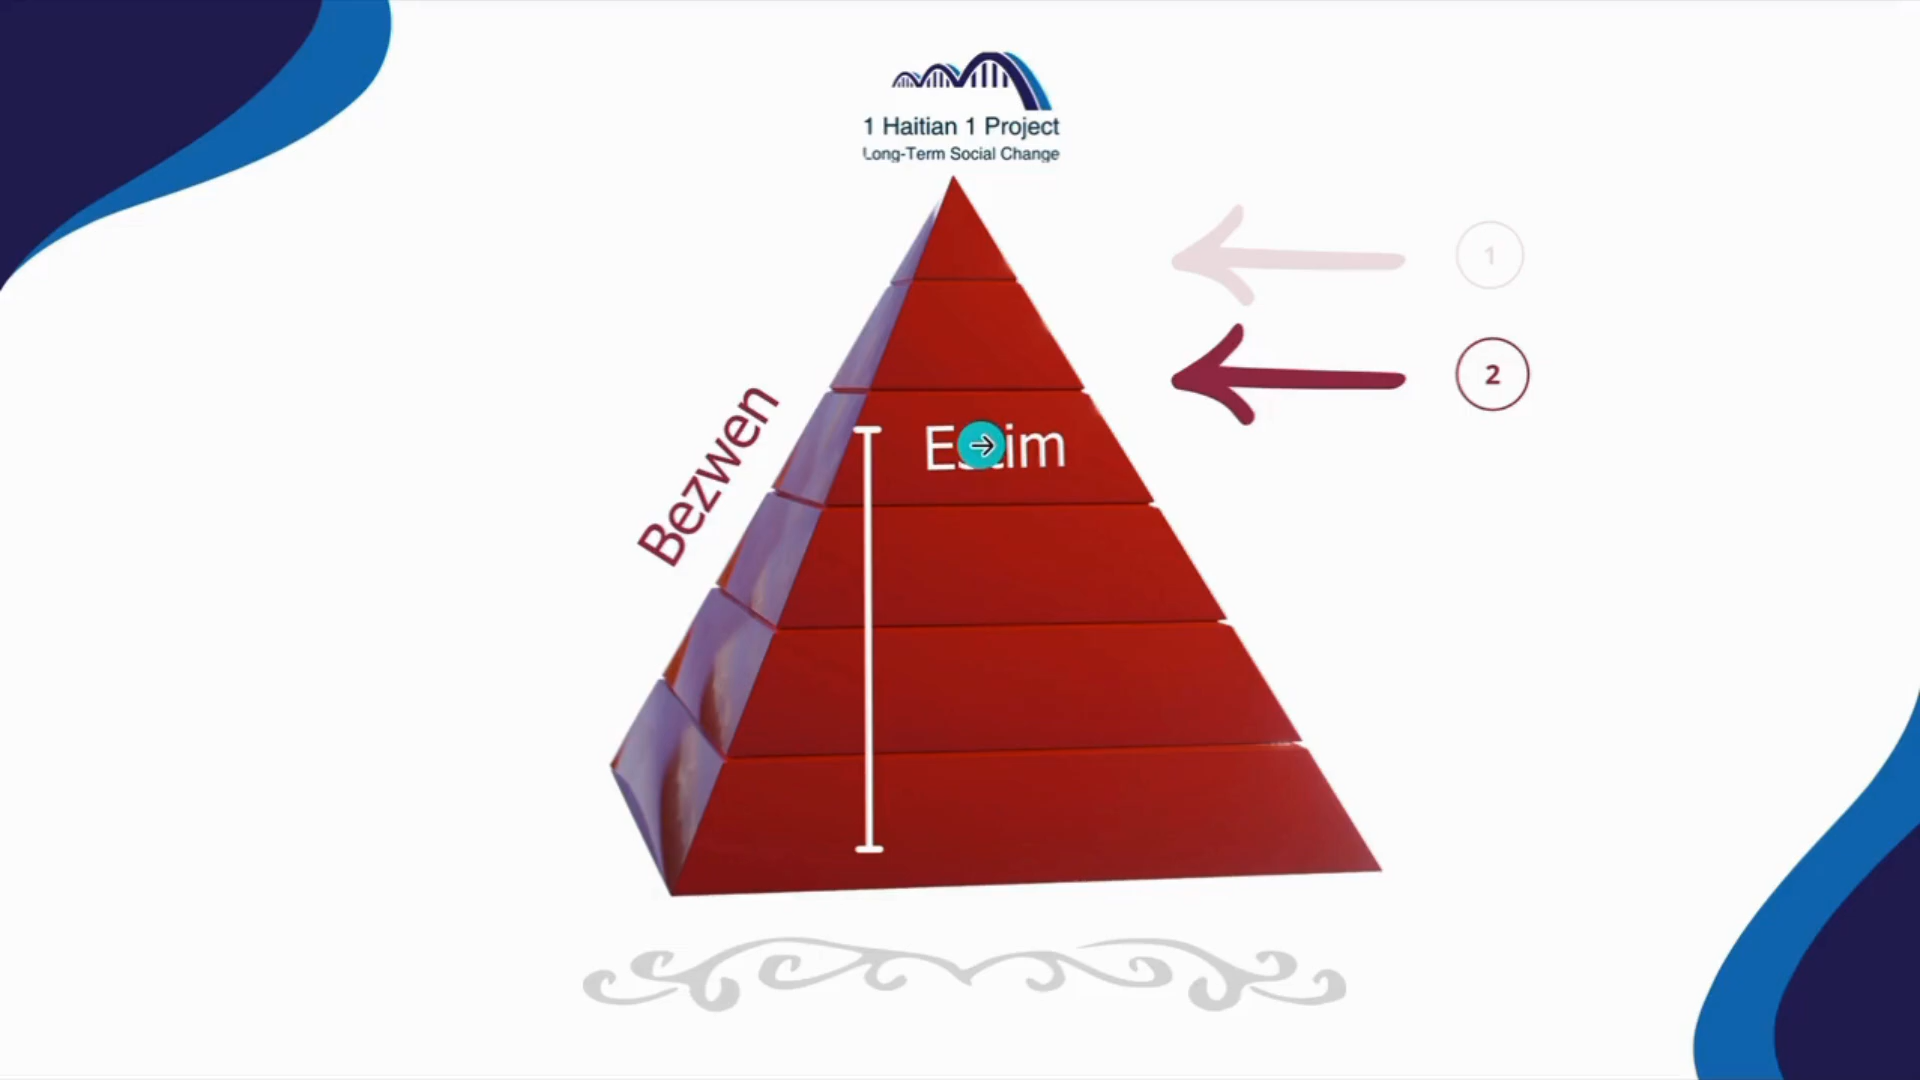 1 Haitian 1 Project
Long-Term Social Change
1
2
Bezwen